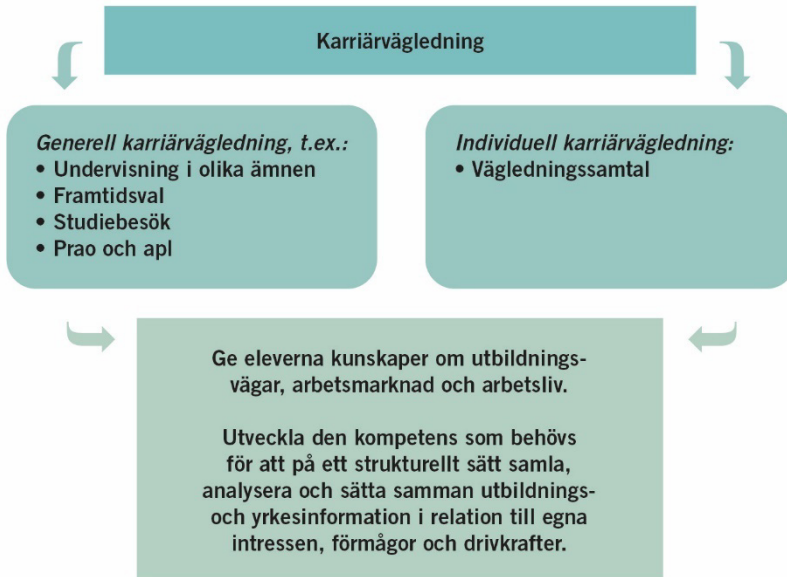 Karriärvägledning
Generell karriärvägledning, t.ex.:
• Undervisning i olika ämnen
• Framtidsval
• Studiebesök
• Prao och apl
Individuell karriärvägledning:
• Vägledningssamtal
Ge eleverna kunskaper om utbildnings-
vägar, arbetsmarknad och arbetsliv.
Utveckla den kompetens som behövs
för att på ett strukturellt sätt samla,
analysera och sätta samman utbildnings-
och yrkesinformation i relation till egna
intressen, förmågor och drivkrafter.